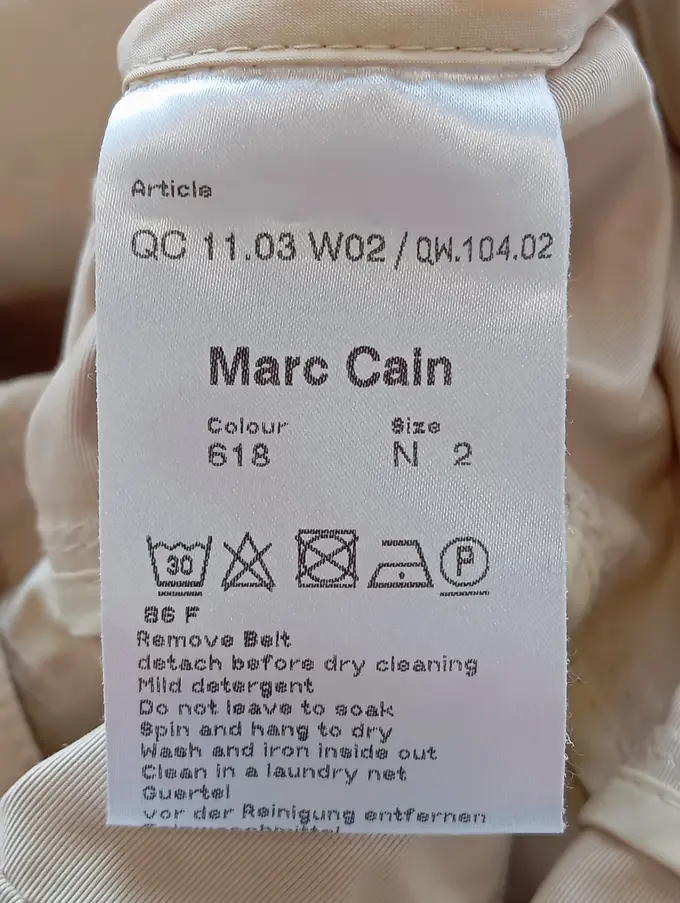 Article
QC 11.03 W02 / QW.104.02
Marc Cain
Colour Size
618 N 2
30 P
86 F
Remove Belt
detach before dry cleaning
Mild detergent
Do not leave to soak
Spin and hang to dry
Wash and iron inside out
Clean in a laundry net
Guertel
vor der Reinigung entfernen